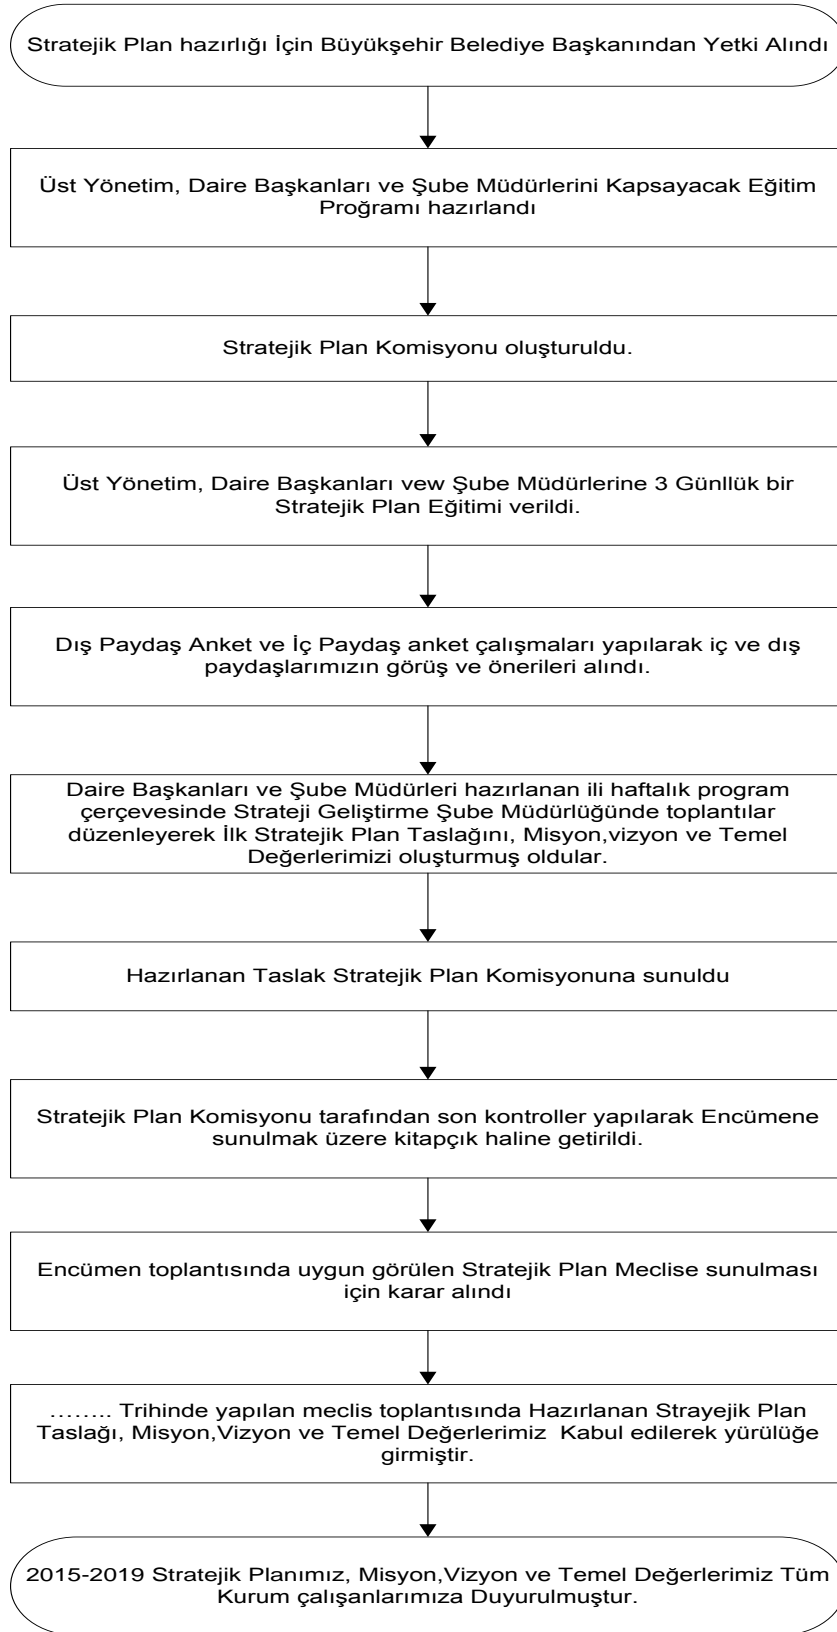 Stratejik Plan hazırlığı İçin Büyükşehir Belediye Başkanından Yetki Alındı
Üst Yönetim, Daire Başkanları ve Şube Müdürlerini Kapsayacak Eğitim
Proğramı hazırlandı
Stratejik Plan Komisyonu oluşturuldu.
Üst Yönetim, Daire Başkanları vew Şube Müdürlerine 3 Günllük bir
Stratejik Plan Eğitimi verildi.
Dış Paydaş Anket ve İç Paydaş anket çalışmaları yapılarak iç ve dış
paydaşlarımızın görüş ve önerileri alındı.
Daire Başkanları ve Şube Müdürleri hazırlanan ili haftalık program
çerçevesinde Strateji Geliştirme Şube Müdürlüğünde toplantılar
düzenleyerek İlk Stratejik Plan Taslağını, Misyon,vizyon ve Temel
Değerlerimizi oluşturmuş oldular.
Hazırlanan Taslak Stratejik Plan Komisyonuna sunuldu
Stratejik Plan Komisyonu tarafından son kontroller yapılarak Encümene
sunulmak üzere kitapçık haline getirildi.
Encümen toplantısında uygun görülen Stratejik Plan Meclise sunulması
için karar alındı
…….. Trihinde yapılan meclis toplantısında Hazırlanan Strayejik Plan
Taslağı, Misyon,Vizyon ve Temel Değerlerimiz Kabul edilerek yürülüğe
girmiştir.
2015-2019 Stratejik Planımız, Misyon,Vizyon ve Temel Değerlerimiz Tüm
Kurum çalışanlarımıza Duyurulmuştur.